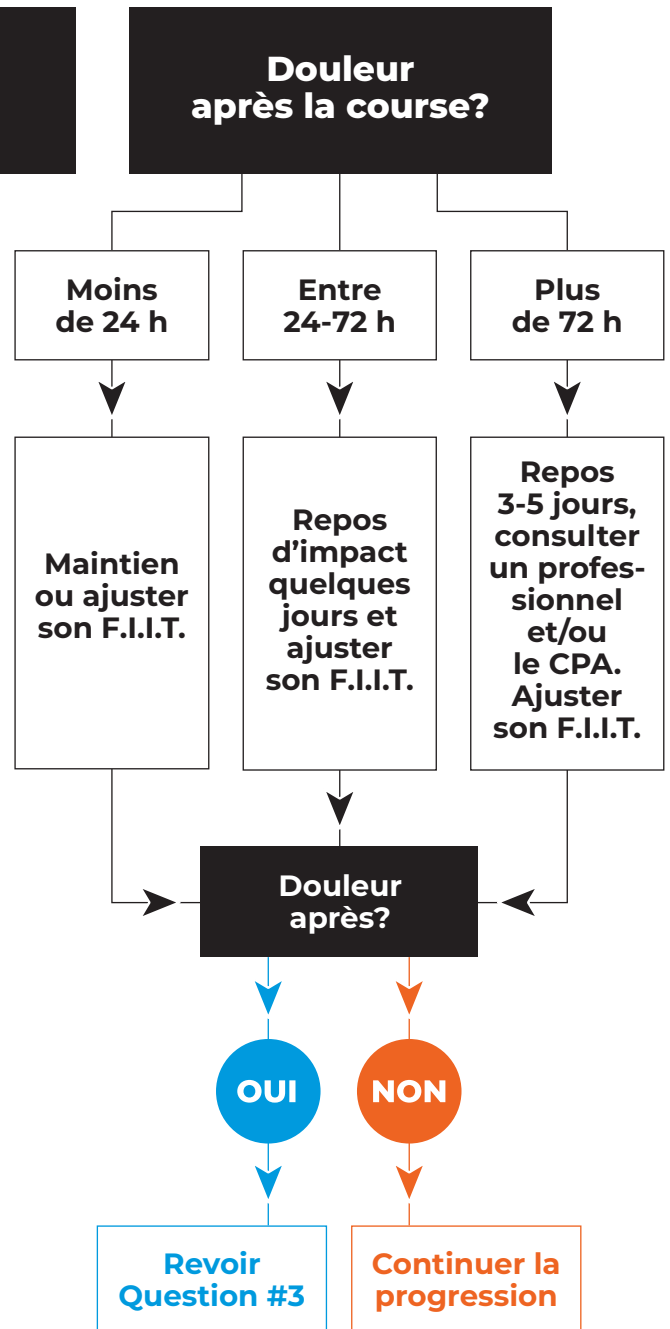 Douleur
après la course?
Moins
de 24 h
Entre
24-72 h
Plus
de 72 h
Maintien
ou ajuster
son F.I.I.T.
Repos
d’impact
quelques
jours et
ajuster
son F.I.I.T.
Repos
3-5 jours,
consulter
un profes-
sionnel
et/ou
le CPA.
Ajuster
son F.I.I.T.
Douleur
après?
OUI
NON
Revoir
Question #3
Continuer la
progression